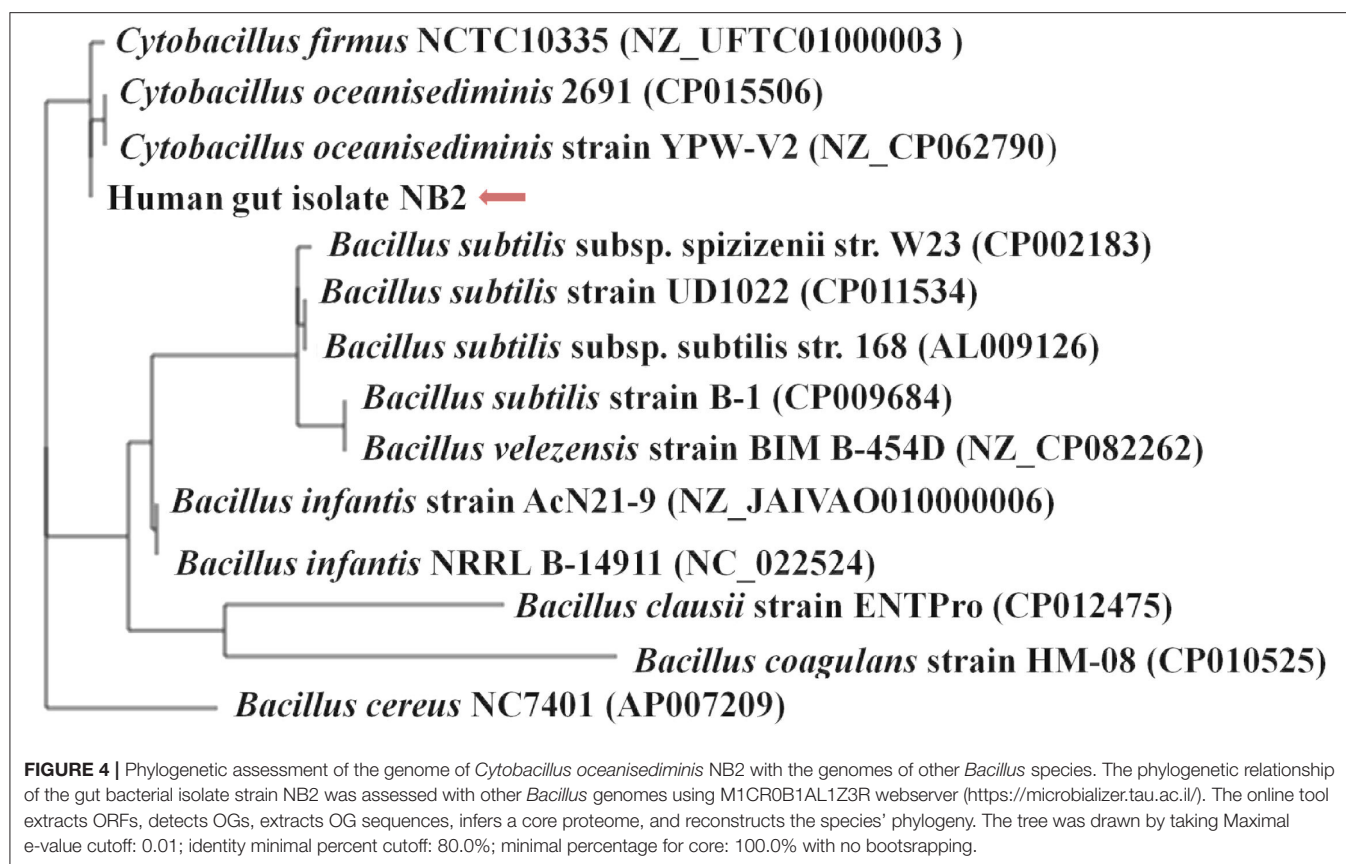 Cytobacillus firmus NCTC10335 (NZ_UFTC01000003 )
Cytobacillus oceanisediminis 2691 (CP015506)
Cytobacillus oceanisediminis strain YPW-V2 (NZ_CP062790)
Human gut isolate NB2
Bacillus subtilis subsp. spizizenii str. W23 (CP002183)
Bacillus subtilis strain UD1022 (CP011534)
Bacillus subtilis subsp. subtilis str. 168 (AL009126)
Bacillus subtilis strain B-1 (CP009684)
Bacillus velezensis strain BIM B-454D (NZ_CP082262)
Bacillus infantis strain AcN21-9 (NZ_JAIVAO010000006)
Bacillus infantis NRRL B-14911 (NC_022524)
Bacillus clausii strain ENTPro (CP012475)
Bacillus coagulans strain HM-08 (CP010525)
Bacillus cereus NC7401 (AP007209)
FIGURE 4 | Phylogenetic assessment of the genome of Cytobacillus oceanisediminis NB2 with the genomes of other Bacillus species. The phylogenetic relationship
of the gut bacterial isolate strain NB2 was assessed with other Bacillus genomes using M1CR0B1AL1Z3R webserver (https://microbializer.tau.ac.il/). The online tool
extracts ORFs, detects OGs, extracts OG sequences, infers a core proteome, and reconstructs the species' phylogeny. The tree was drawn by taking Maximal
e-value cutoff: 0.01; identity minimal percent cutoff: 80.0%; minimal percentage for core: 100.0% with no bootsrapping.